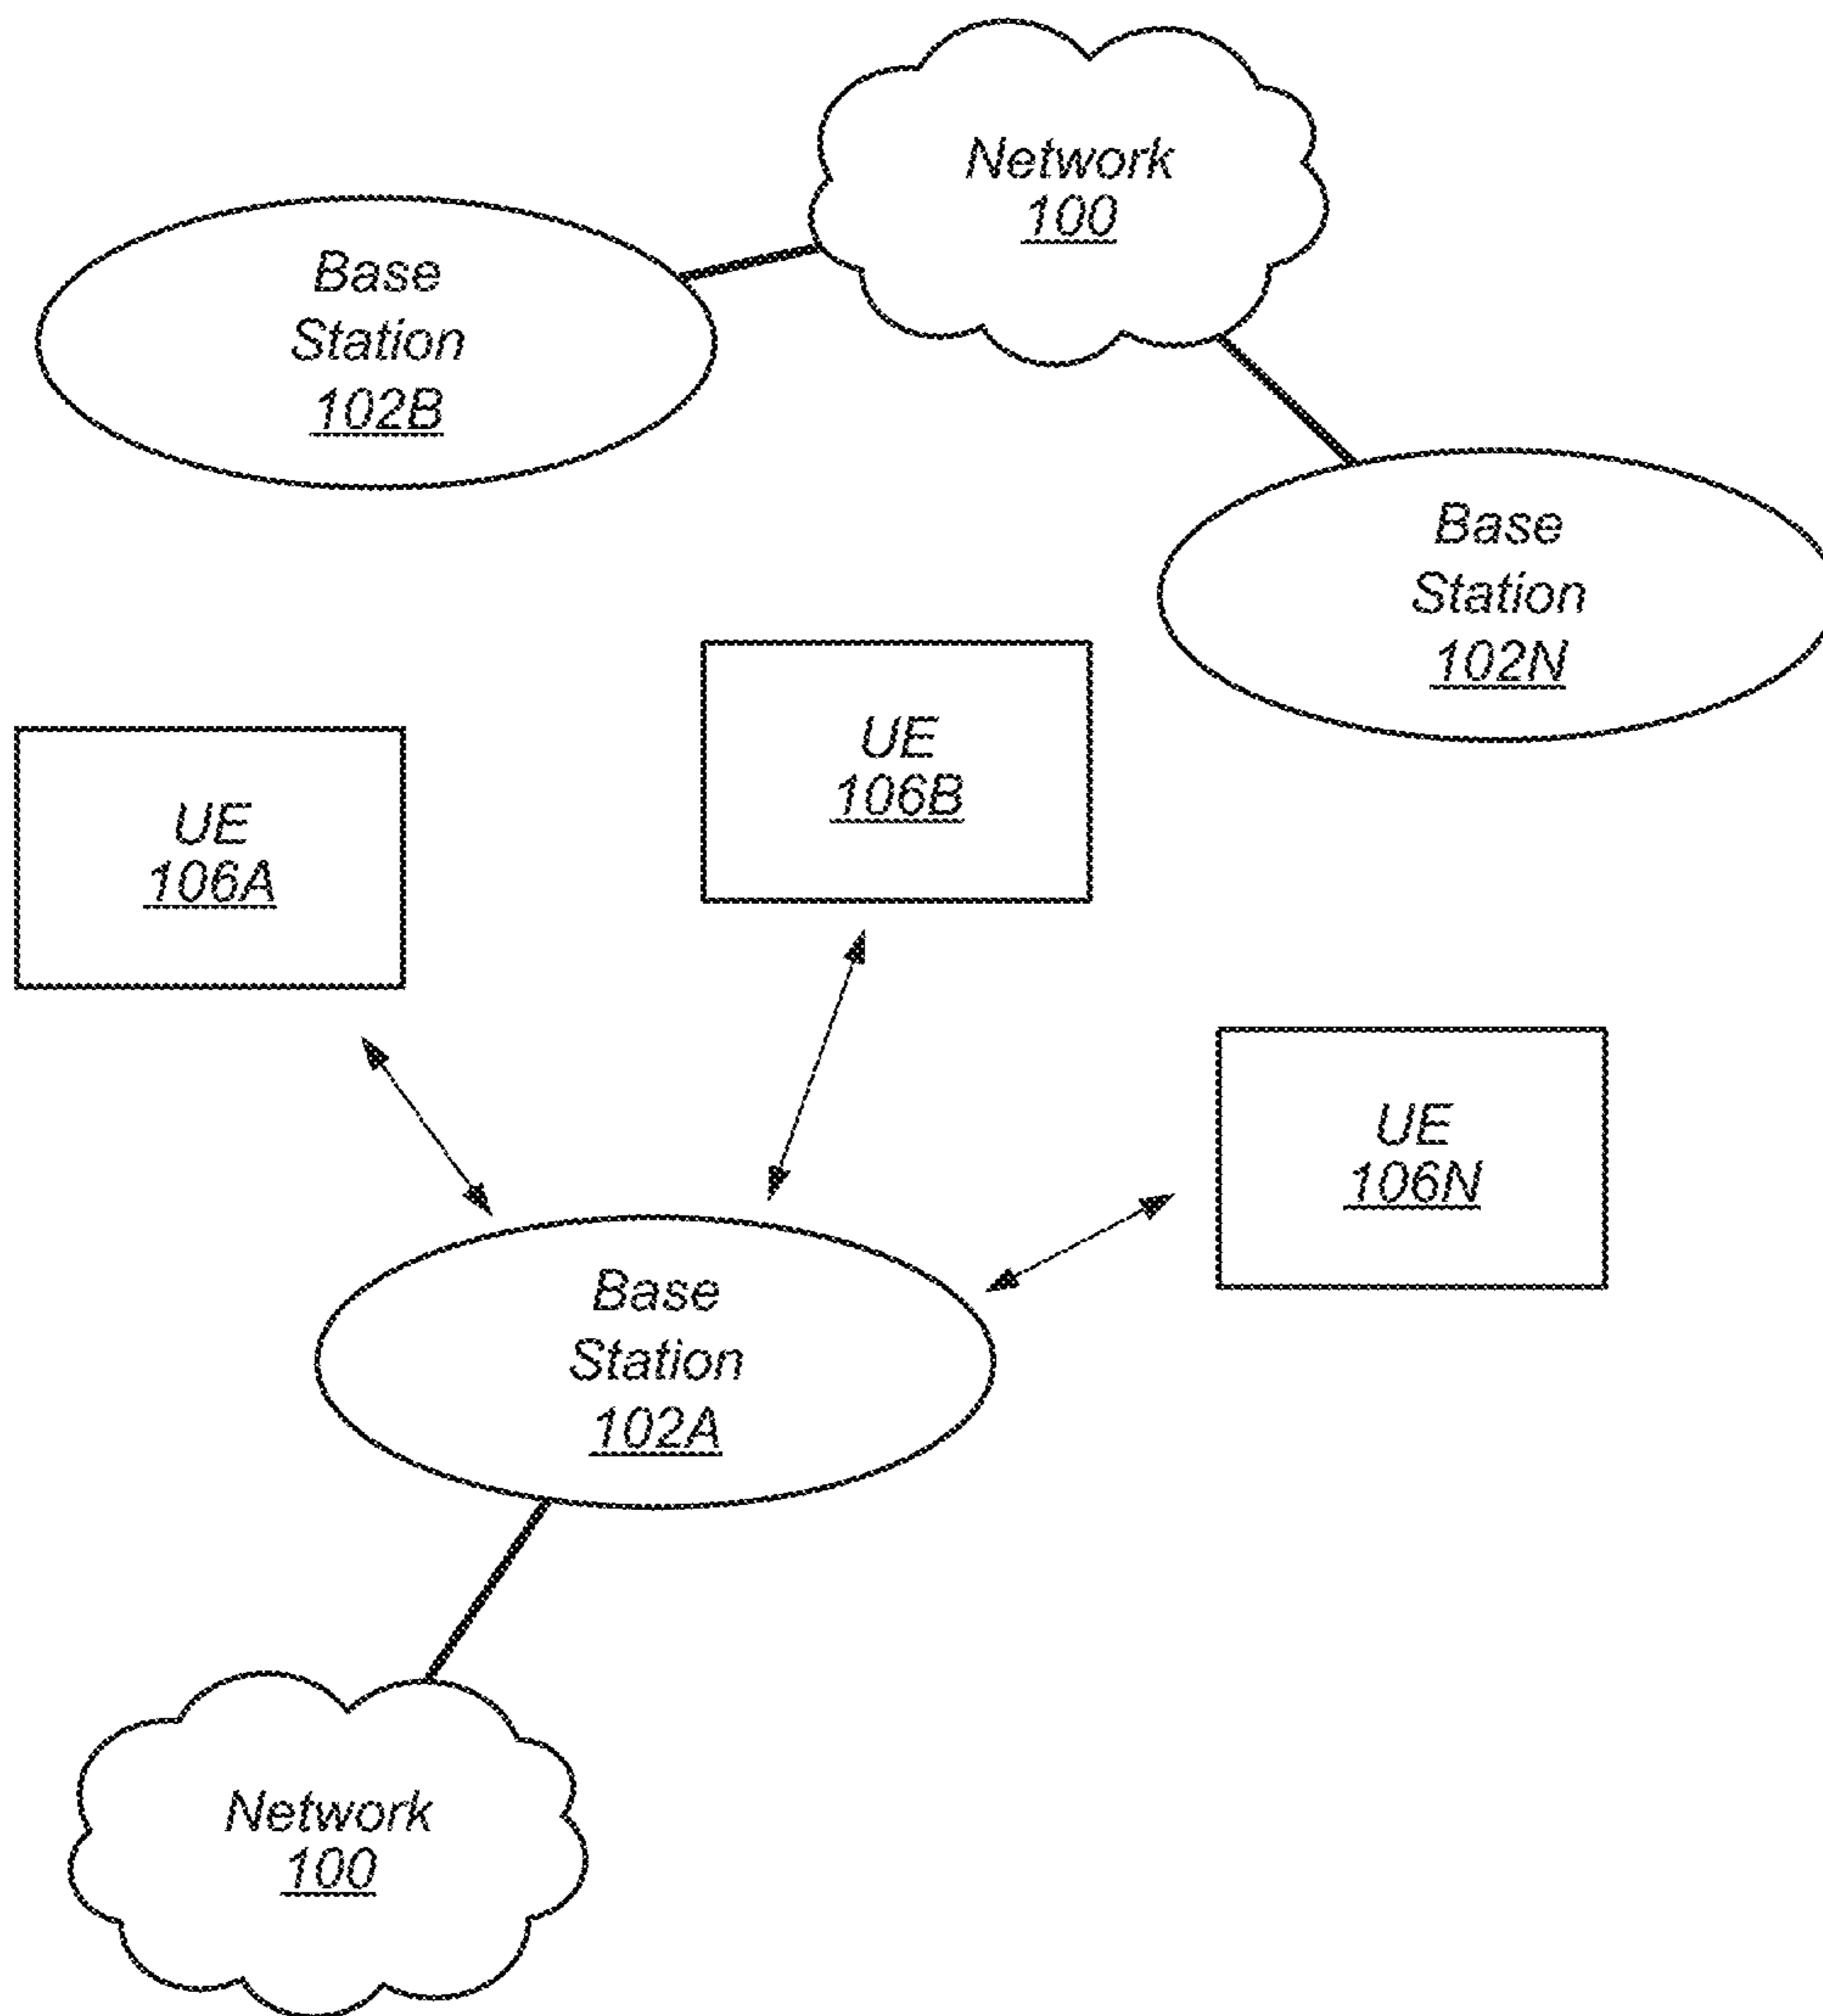 Network
100
Base
Station
102B
Base
Station
102N
UE
106B
UE
106A
UE
106N
Base
Station
102A
Network
100